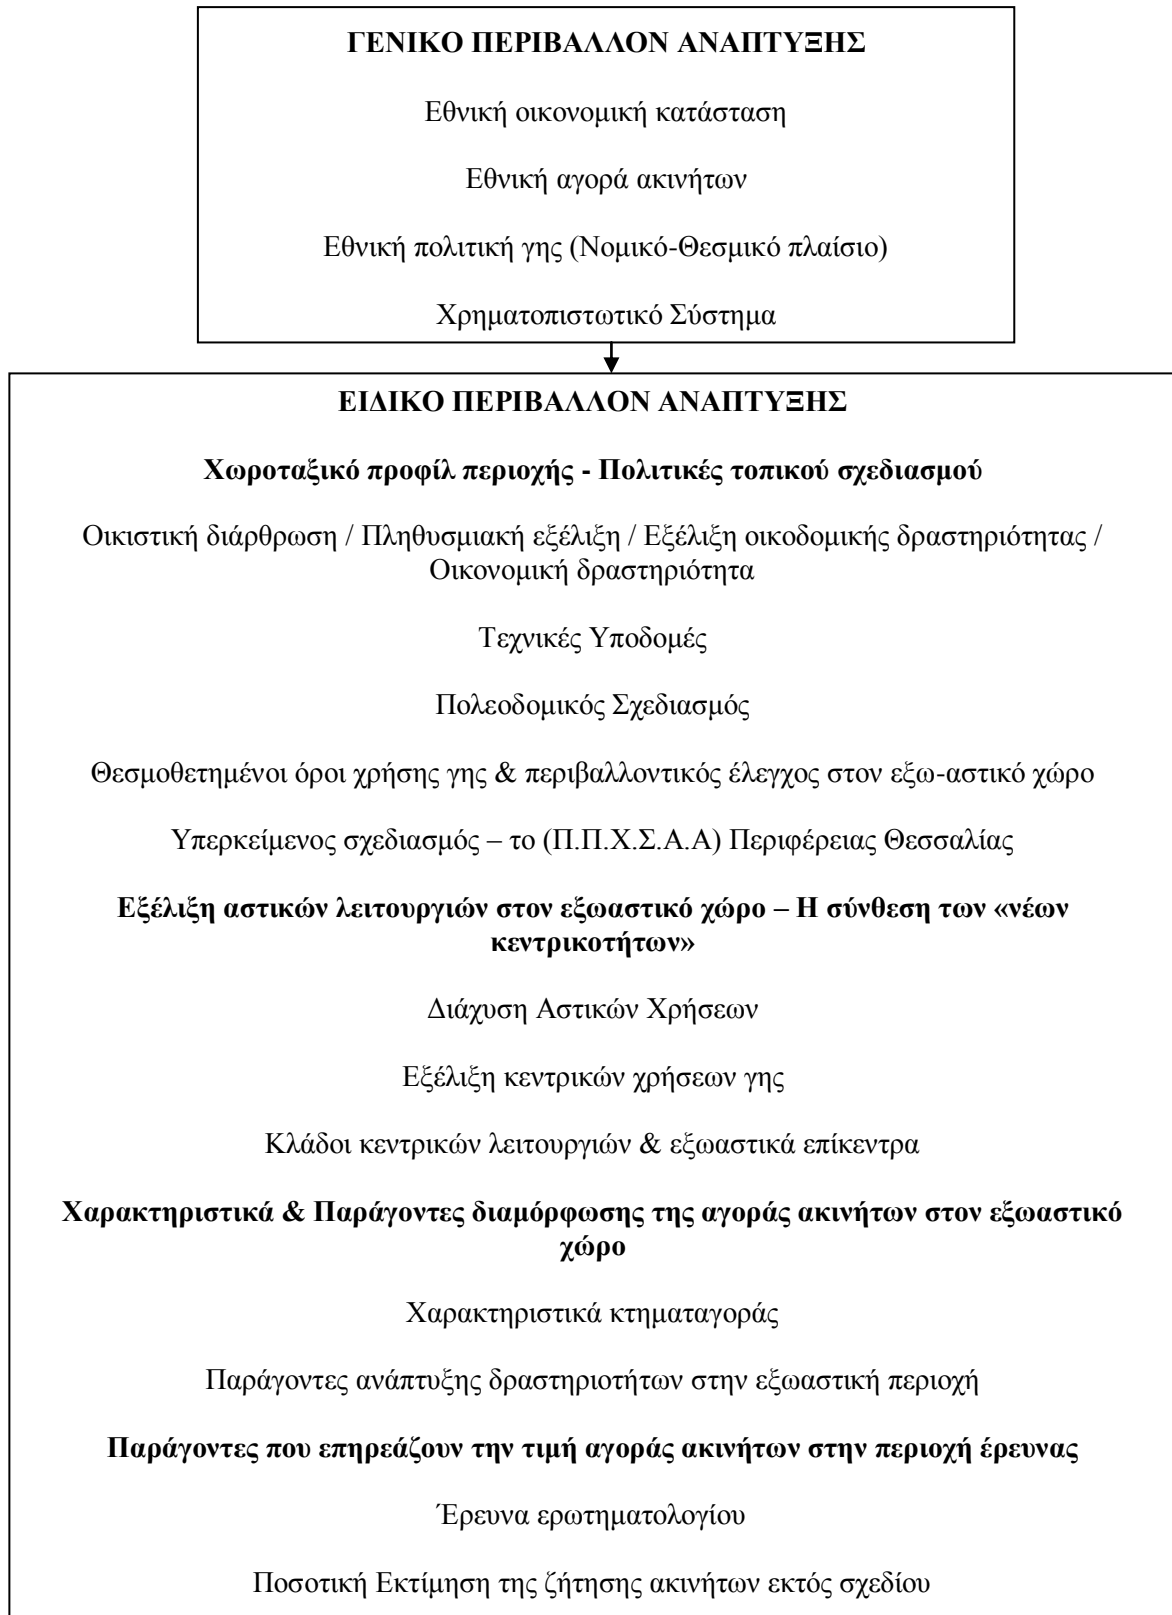 ΓΕΝΙΚΟ ΠΕΡΙΒΑΛΛΟΝ ΑΝΑΠΤΥΞΗΣ
Εθνική οικονομική κατάσταση
Εθνική αγορά ακινήτων
Εθνική πολιτική γης (Νομικό-Θεσμικό πλαίσιο)
Χρηματοπιστωτικό Σύστημα
ΕΙΔΙΚΟ ΠΕΡΙΒΑΛΛΟΝ ΑΝΑΠΤΥΞΗΣ
Χωροταξικό προφίλ περιοχής - Πολιτικές τοπικού σχεδιασμού
Οικιστική διάρθρωση / Πληθυσμιακή εξέλιξη / Εξέλιξη οικοδομικής δραστηριότητας /
Οικονομική δραστηριότητα
Τεχνικές Υποδομές
Πολεοδομικός Σχεδιασμός
Θεσμοθετημένοι όροι χρήσης γης & περιβαλλοντικός έλεγχος στον εξω-αστικό χώρο
Υπερκείμενος σχεδιασμός – το (Π.Π.Χ.Σ.Α.Α) Περιφέρειας Θεσσαλίας
Εξέλιξη αστικών λειτουργιών στον εξωαστικό χώρο – Η σύνθεση των «νέων
κεντρικοτήτων»
Διάχυση Αστικών Χρήσεων
Εξέλιξη κεντρικών χρήσεων γης
Κλάδοι κεντρικών λειτουργιών & εξωαστικά επίκεντρα
Χαρακτηριστικά & Παράγοντες διαμόρφωσης της αγοράς ακινήτων στον εξωαστικό
χώρο
Χαρακτηριστικά κτηματαγοράς
Παράγοντες ανάπτυξης δραστηριοτήτων στην εξωαστική περιοχή
Παράγοντες που επηρεάζουν την τιμή αγοράς ακινήτων στην περιοχή έρευνας
Έρευνα ερωτηματολογίου
Ποσοτική Εκτίμηση της ζήτησης ακινήτων εκτός σχεδίου